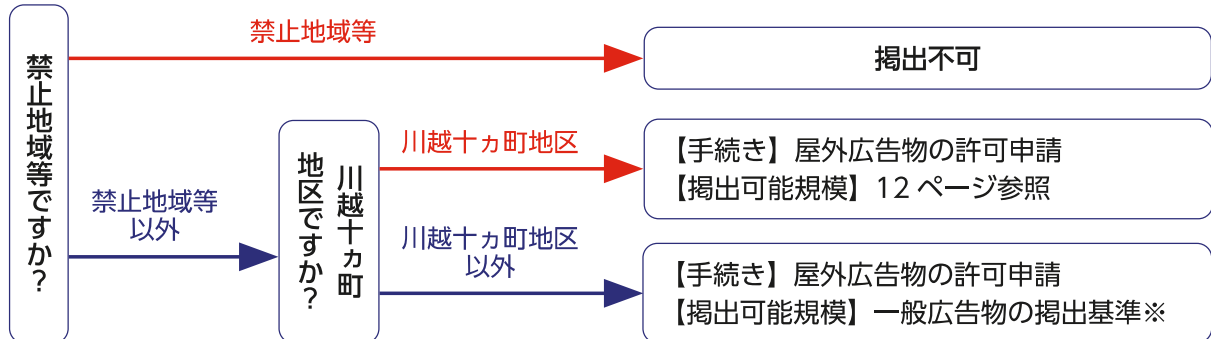 禁止地域等ですか？
禁止地域等
掲出不可
禁止地域等
以外
川越十ヵ町
地区ですか？
川越十ヵ町地区
【手続き】屋外広告物の許可申請
【掲出可能規模】12 ページ参照
川越十ヵ町地区
以外
【手続き】屋外広告物の許可申請
【掲出可能規模】一般広告物の掲出基準※